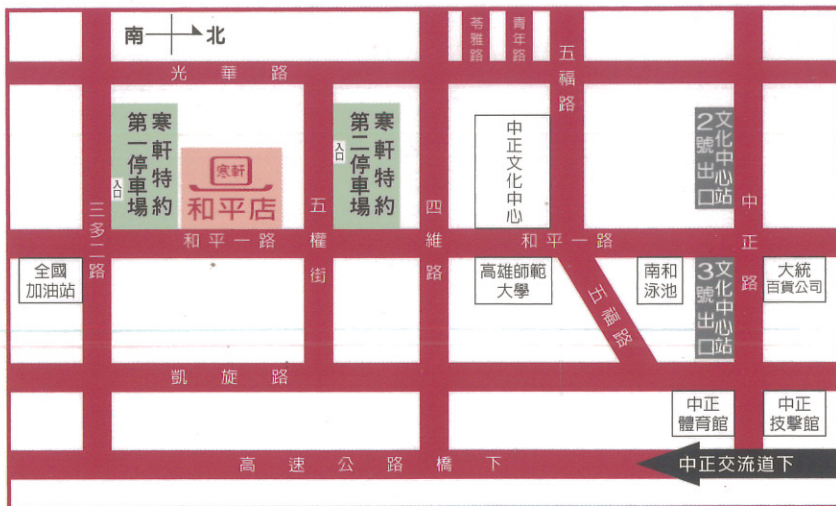 南
北
苓雅路
青年路
五福路
光華路
寒軒特約
第一停車場
入口
寒軒
和平店
五權街
寒軒特約
第二停車場
入口
四維路
中正文化中心
文化中心站
2號出口
三多二路
和平一路
和平一路
中正路
全國
加油站
高雄師範
大學
五福路
南和
泳池
文化中心站
3號出口
大統
百貨公司
凱旋路
中正
體育館
中正
技擊館
高速公路橋下
中正交流道下